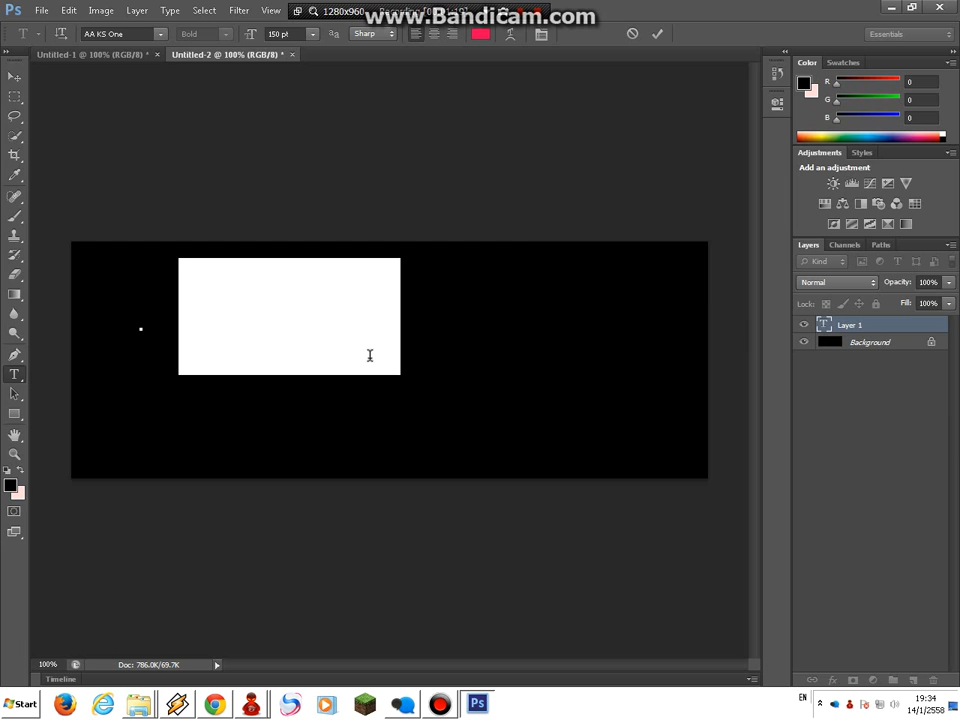 Ps File Edit Image Layer Type Select Filter View 1280x960
www.Bandicam.com
T AA KS One Bold 150 pt Sharp Essentials
Untitled-1 @ 100% (RGB/8) * × Untitled-2 @ 100% (RGB/8) * ×
Color Swatches
R 0
G 0
B 0
Adjustments Styles
Add an adjustment
Layers Channels Paths
Kind
Normal Opacity: 100%
Lock: Fill: 100%
T Layer 1
Background
100% Doc: 786.0K/69.7K
Timeline
Start Ps EN 19:34
14/1/2558